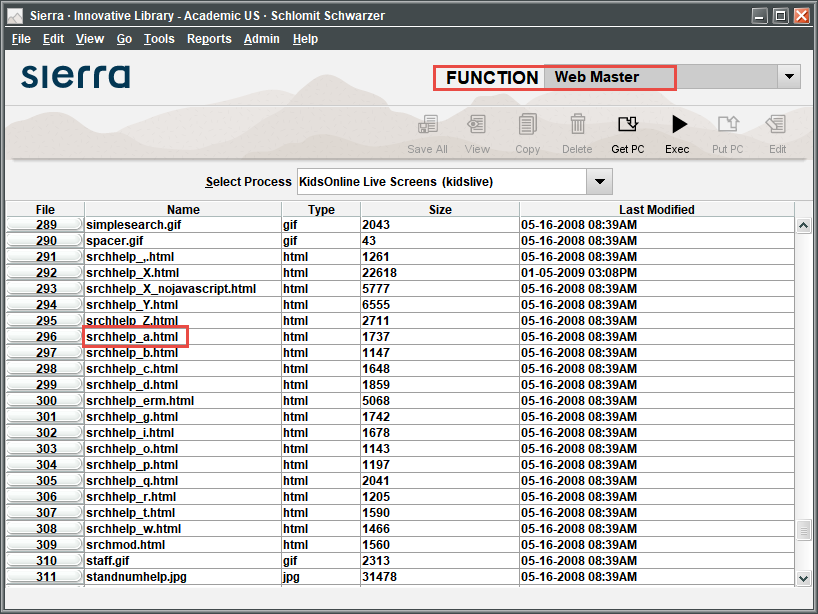 Sierra · Innovative Library - Academic US · Schlomit Schwarzer
File Edit View Go Tools Reports Admin Help
sierra FUNCTION Web Master
Save All View Copy Delete Get PC Exec Put PC Edit
Select Process KidsOnline Live Screens (kidslive)
File Name Type Size Last Modified
289 simplesearch.gif gif 2043 05-16-2008 08:39AM
290 spacer.gif gif 43 05-16-2008 08:39AM
291 srchhelp_,.html html 1261 05-16-2008 08:39AM
292 srchhelp_X.html html 22618 01-05-2009 03:08PM
293 srchhelp_X_nojavascript.html html 5777 05-16-2008 08:39AM
294 srchhelp_Y.html html 6555 05-16-2008 08:39AM
295 srchhelp_Z.html html 2711 05-16-2008 08:39AM
296 srchhelp_a.html html 1737 05-16-2008 08:39AM
297 srchhelp_b.html html 1147 05-16-2008 08:39AM
298 srchhelp_c.html html 1648 05-16-2008 08:39AM
299 srchhelp_d.html html 1859 05-16-2008 08:39AM
300 srchhelp_erm.html html 5068 05-16-2008 08:39AM
301 srchhelp_g.html html 1742 05-16-2008 08:39AM
302 srchhelp_i.html html 1678 05-16-2008 08:39AM
303 srchhelp_o.html html 1143 05-16-2008 08:39AM
304 srchhelp_p.html html 1197 05-16-2008 08:39AM
305 srchhelp_q.html html 2041 05-16-2008 08:39AM
306 srchhelp_r.html html 1205 05-16-2008 08:39AM
307 srchhelp_t.html html 1590 05-16-2008 08:39AM
308 srchhelp_w.html html 1466 05-16-2008 08:39AM
309 srchmod.html html 1560 05-16-2008 08:39AM
310 staff.gif gif 2313 05-16-2008 08:39AM
311 standnumhelp.jpg jpg 31478 05-16-2008 08:39AM